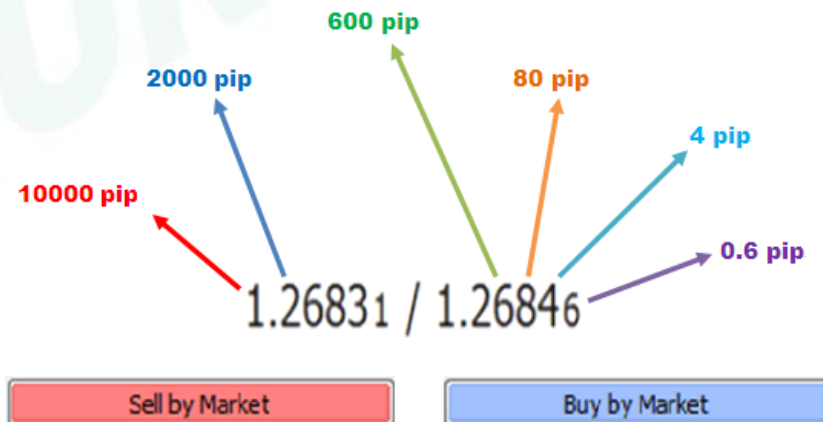 600 pip
2000 pip
80 pip
4 pip
10000 pip
0.6 pip
1.26831 / 1.26846
Sell by Market
Buy by Market